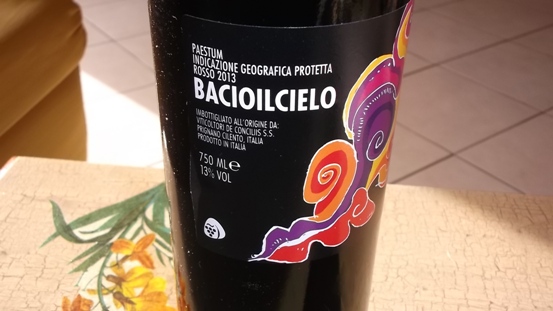 PAESTUM
INDICAZIONE GEOGRAFICA PROTETTA
ROSSO 2013
BACIOILCIELO
IMBOTTIGLIATO ALL'ORIGINE DA:
VITICOLTORI DE CONCILIIS S.S.
PRIGNANO CILENTO, ITALIA
PRODOTTO IN ITALIA
750 ML e
13% VOL